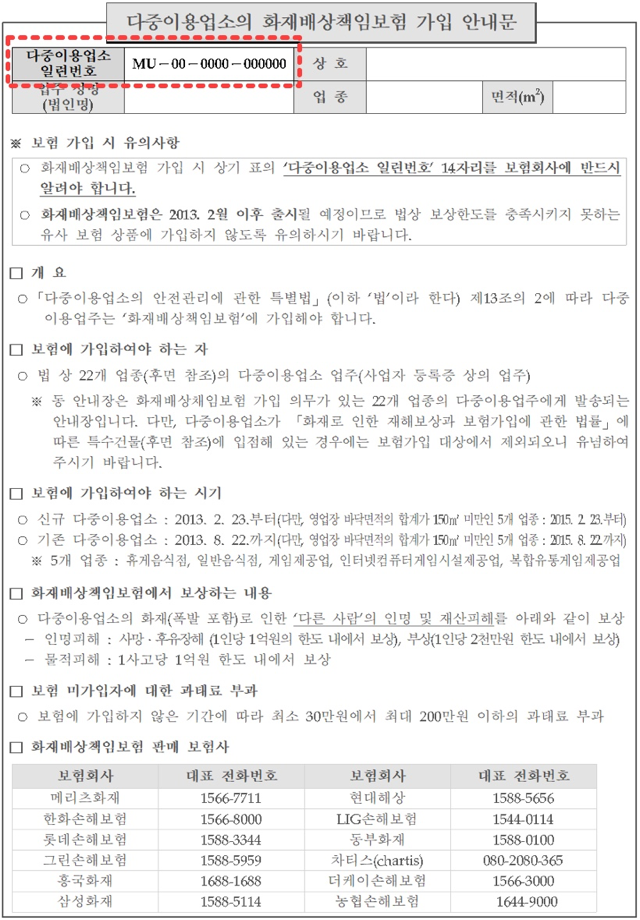 다중이용업소의 화재배상책임보험 가입 안내문
다중이용업소
일련번호
MU-00-0000-000000
상 호
업주 성명
(법인명)
업 종
면적(m²)
※ 보험 가입 시 유의사항
○ 화재배상책임보험 가입 시 상기 표의 '다중이용업소 일련번호' 14자리를 보험회사에 반드시
알려야 합니다.
○ 화재배상책임보험은 2013. 2월 이후 출시될 예정이므로 법상 보상한도를 충족시키지 못하는
유사 보험 상품에 가입하지 않도록 유의하시기 바랍니다.
□ 개 요
○「다중이용업소의 안전관리에 관한 특별법」(이하 '법'이라 한다) 제13조의 2에 따라 다중
이용업주는 '화재배상책임보험'에 가입해야 합니다.
□ 보험에 가입하여야 하는 자
○ 법 상 22개 업종(후면 참조)의 다중이용업소 업주(사업자 등록증 상의 업주)
※ 동 안내장은 화재배상책임보험 가입 의무가 있는 22개 업종의 다중이용업주에게 발송되는
안내장입니다. 다만, 다중이용업소가 「화재로 인한 재해보상과 보험가입에 관한 법률」에
따른 특수건물(후면 참조)에 입점해 있는 경우에는 보험가입 대상에서 제외되오니 유념하여
주시기 바랍니다.
□ 보험에 가입하여야 하는 시기
○ 신규 다중이용업소 : 2013. 2. 23.부터(다만, 영업장 바닥면적의 합계가 150㎡ 미만인 5개 업종 : 2015. 2. 23.부터)
○ 기존 다중이용업소 : 2013. 8. 22.까지(다만, 영업장 바닥면적의 합계가 150㎡ 미만인 5개 업종 : 2015. 8. 22.까지)
※ 5개 업종 : 휴게음식점, 일반음식점, 게임제공업, 인터넷컴퓨터게임시설제공업, 복합유통게임제공업
□ 화재배상책임보험에서 보상하는 내용
○ 다중이용업소의 화재(폭발 포함)로 인한 '다른 사람'의 인명 및 재산피해를 아래와 같이 보상
- 인명피해 : 사망·후유장해 (1인당 1억원의 한도 내에서 보상), 부상(1인당 2천만원 한도 내에서 보상)
- 물적피해 : 1사고당 1억원 한도 내에서 보상
□ 보험 미가입자에 대한 과태료 부과
○ 보험에 가입하지 않은 기간에 따라 최소 30만원에서 최대 200만원 이하의 과태료 부과
□ 화재배상책임보험 판매 보험사
보험회사 대표 전화번호 보험회사 대표 전화번호
메리츠화재 1566-7711 현대해상 1588-5656
한화손해보험 1566-8000 LIG손해보험 1544-0114
롯데손해보험 1588-3344 동부화재 1588-0100
그린손해보험 1588-5959 차티스(chartis) 080-2080-365
흥국화재 1688-1688 더케이손해보험 1566-3000
삼성화재 1588-5114 농협손해보험 1644-9000